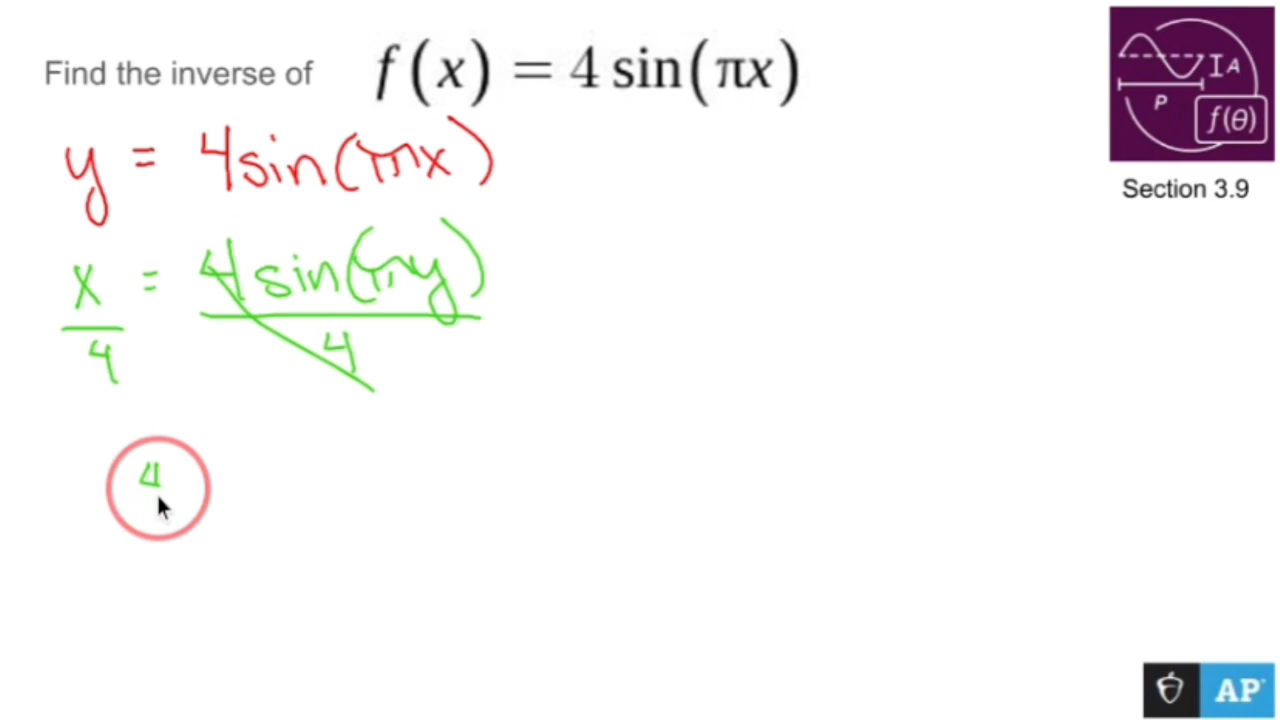 Find the inverse of f(x) = 4 sin(πx)
y = 4sin(πx)
x = 4sin(πy)
4 4
4
I A
P
f(θ)
Section 3.9
AP